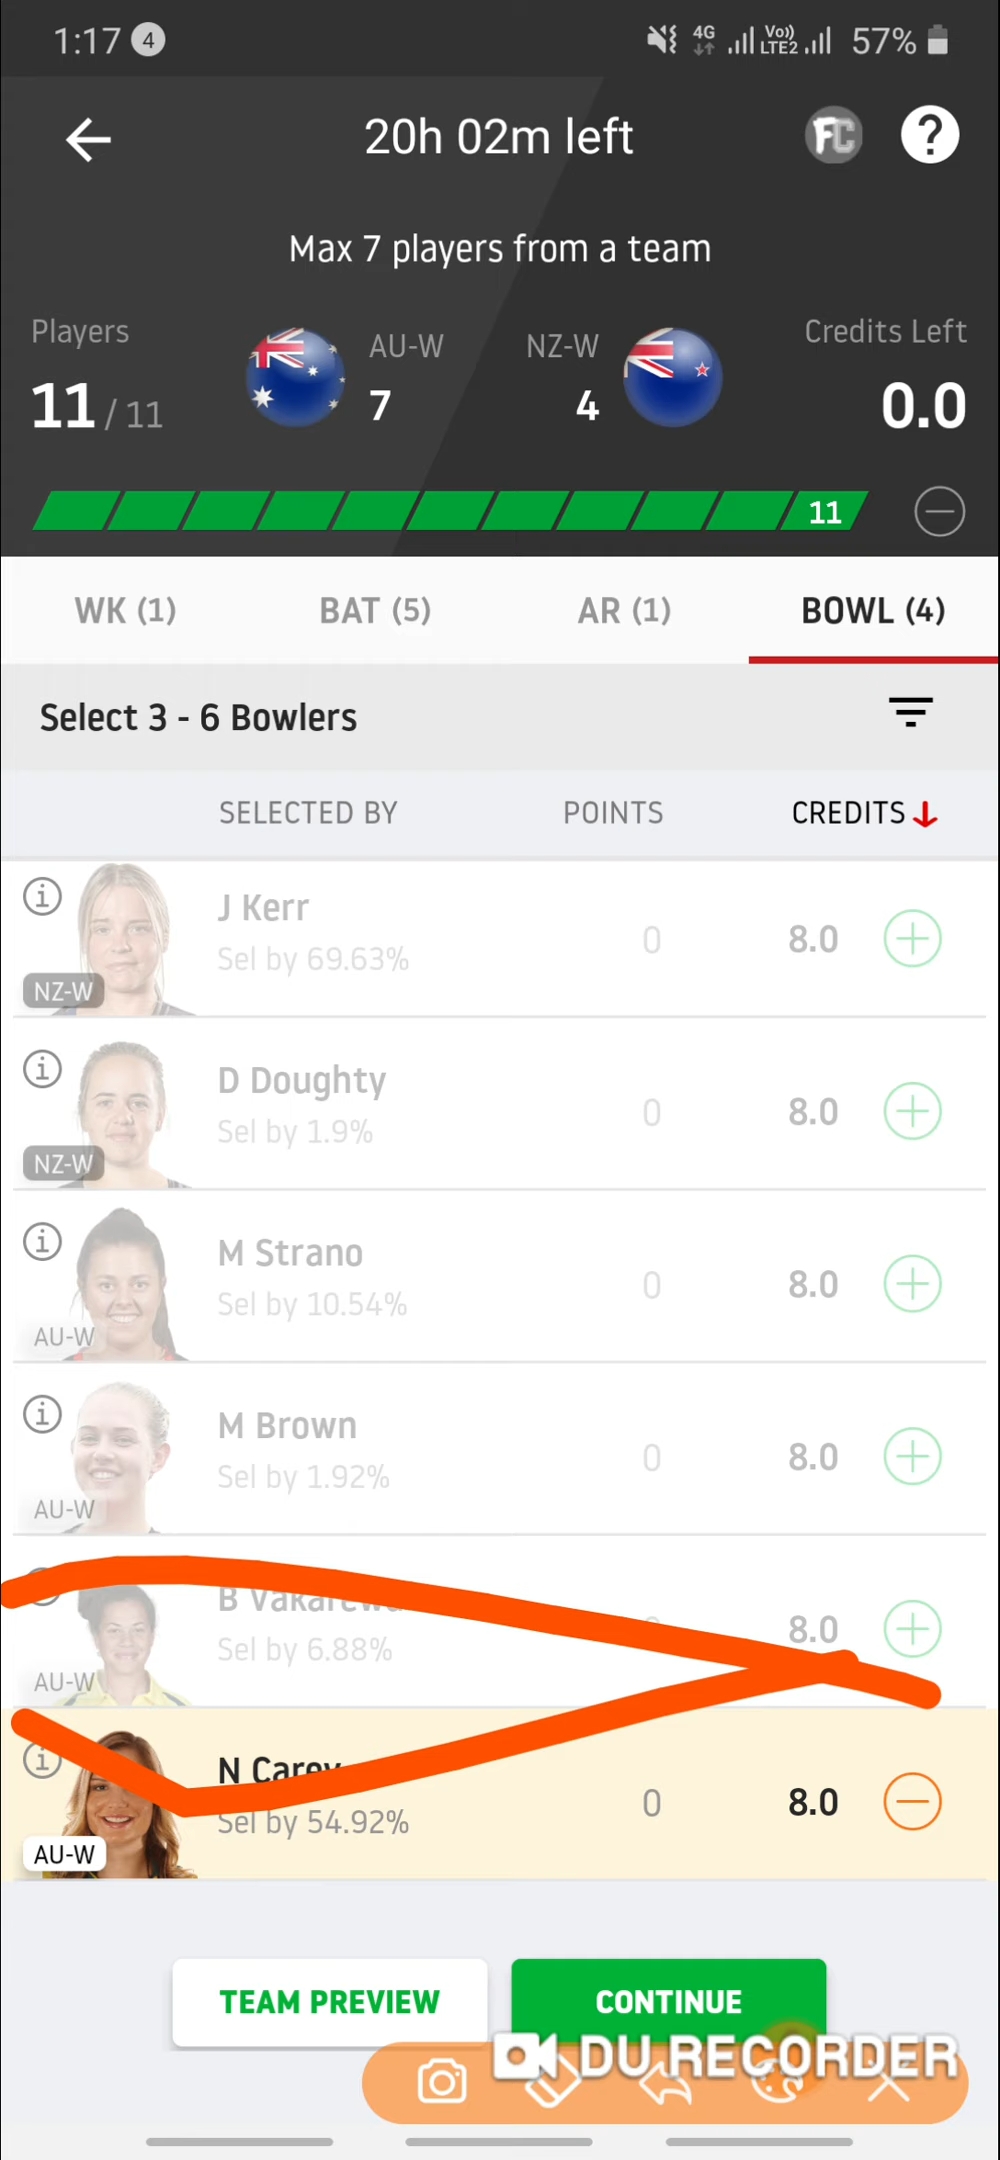 1:17 4 4G Vo)) LTE2 57%
20h 02m left FC ?
Max 7 players from a team
Players AU-W NZ-W Credits Left
11 / 11 7 4 0.0
11
WK (1) BAT (5) AR (1) BOWL (4)
Select 3 - 6 Bowlers
SELECTED BY POINTS CREDITS
J Kerr
Sel by 69.63% 0 8.0
NZ-W
D Doughty
Sel by 1.9% 0 8.0
NZ-W
M Strano
Sel by 10.54% 0 8.0
AU-W
M Brown
Sel by 1.92% 0 8.0
AU-W
B
Sel by 6.88% 0 8.0
AU-W
N Carey
Sel by 54.92% 0 8.0
AU-W
TEAM PREVIEW CONTINUE
DU RECORDER